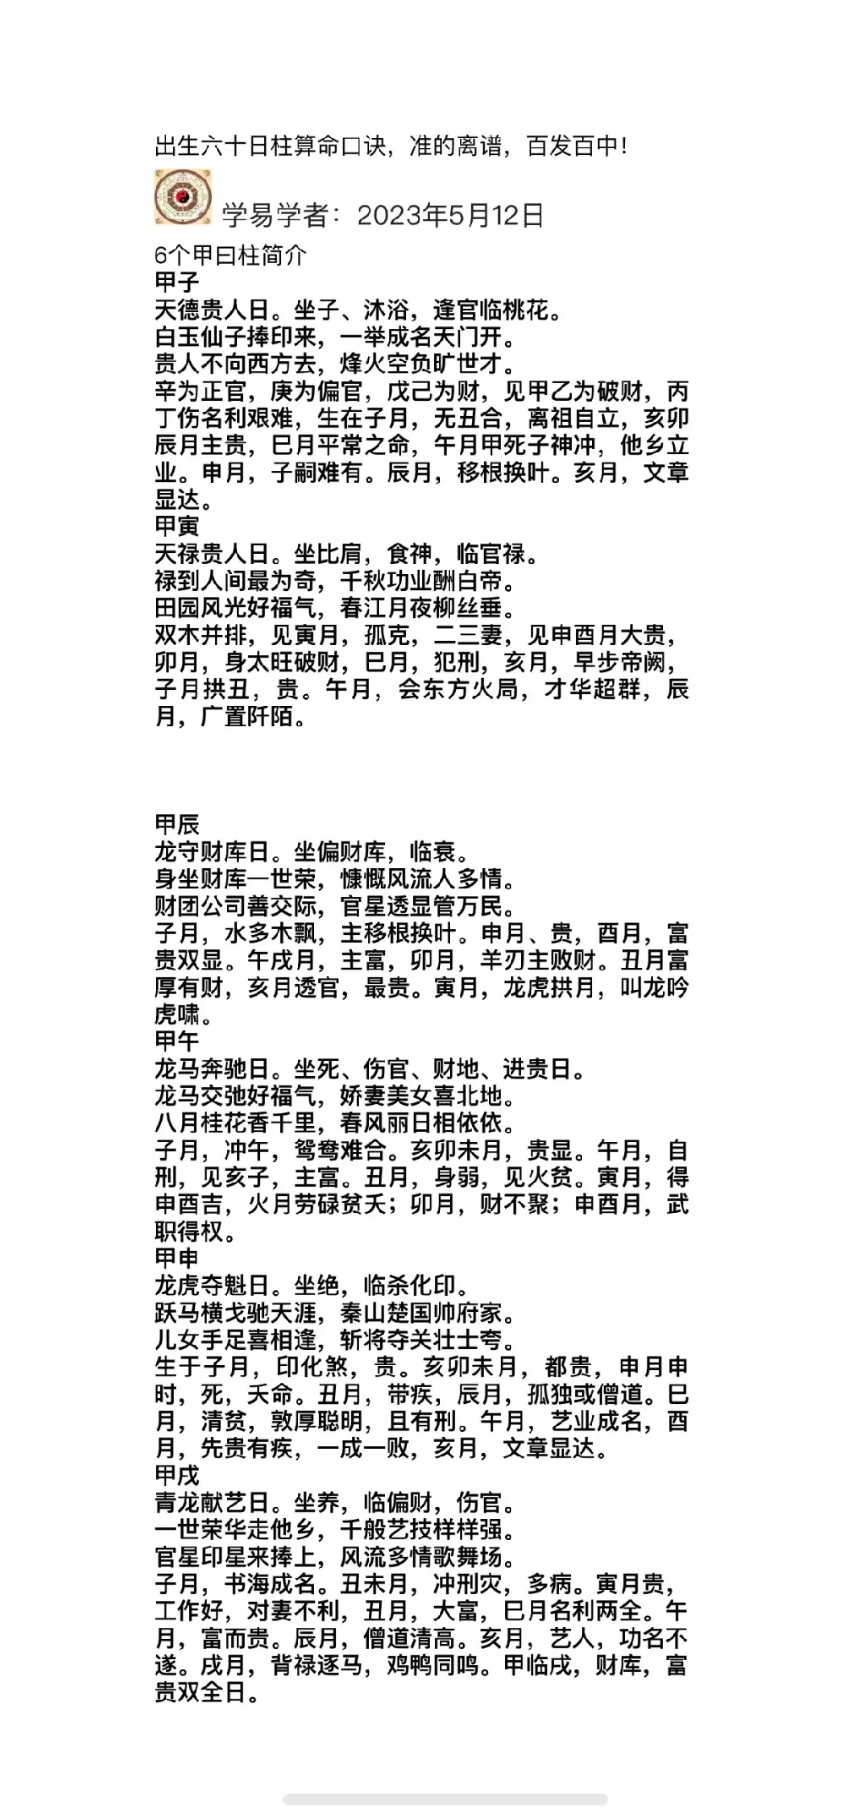 出生六十日柱算命口诀，准的离谱，百发百中！
学易学者：2023年5月12日
6个甲日柱简介
甲子
天德贵人日。坐子、沐浴，逢官临桃花。
白玉仙子捧印来，一举成名天门开。
贵人不向西方去，烽火空负旷世才。
辛为正官，庚为偏官，戊己为财，见甲乙为破财，丙
丁伤名利艰难，生在子月，无丑合，离祖自立，亥卯
辰月主贵，巳月平常之命，午月甲死子神冲，他乡立
业。申月，子嗣难有。辰月，移根换叶。亥月，文章
显达。
甲寅
天禄贵人日。坐比肩，食神，临官禄。
禄到人间最为奇，千秋功业酬白帝。
田园风光好福气，春江月夜柳丝垂。
双木并排，见寅月，孤克，二三妻，见申酉月大贵，
卯月，身太旺破财，巳月，犯刑，亥月，早步帝阙，
子月拱丑，贵。午月，会东方火局，才华超群，辰
月，广置阡陌。
甲辰
龙守财库日。坐偏财库，临衰。
身坐财库一世荣，慷慨风流人多情。
财团公司善交际，官星透显管万民。
子月，水多木飘，主移根换叶。申月、贵，酉月，富
贵双显。午戌月，主富，卯月，羊刃主败财。丑月富
厚有财，亥月透官，最贵。寅月，龙虎拱月，叫龙吟
虎啸。
甲午
龙马奔驰日。坐死、伤官、财地、进贵日。
龙马交弛好福气，娇妻美女喜北地。
八月桂花香千里，春风丽日相依依。
子月，冲午，鸳鸯难合。亥卯未月，贵显。午月，自
刑，见亥子，主富。丑月，身弱，见火贫。寅月，得
申酉吉，火月劳碌贫夭；卯月，财不聚；申酉月，武
职得权。
甲申
龙虎夺魁日。坐绝，临杀化印。
跃马横戈驰天涯，秦山楚国帅府家。
儿女手足喜相逢，斩将夺关壮士夸。
生于子月，印化煞，贵。亥卯未月，都贵，申月申
时，死，夭命。丑月，带疾，辰月，孤独或僧道。巳
月，清贫，敦厚聪明，且有刑。午月，艺业成名，酉
月，先贵有疾，一成一败，亥月，文章显达。
甲戌
青龙献艺日。坐养，临偏财，伤官。
一世荣华走他乡，千般艺技样样强。
官星印星来捧上，风流多情歌舞场。
子月，书海成名。丑未月，冲刑灾，多病。寅月贵，
工作好，对妻不利，丑月，大富，巳月名利两全。午
月，富而贵。辰月，僧道清高。亥月，艺人，功名不
遂。戌月，背禄逐马，鸡鸭同鸣。甲临戌，财库，富
贵双全日。